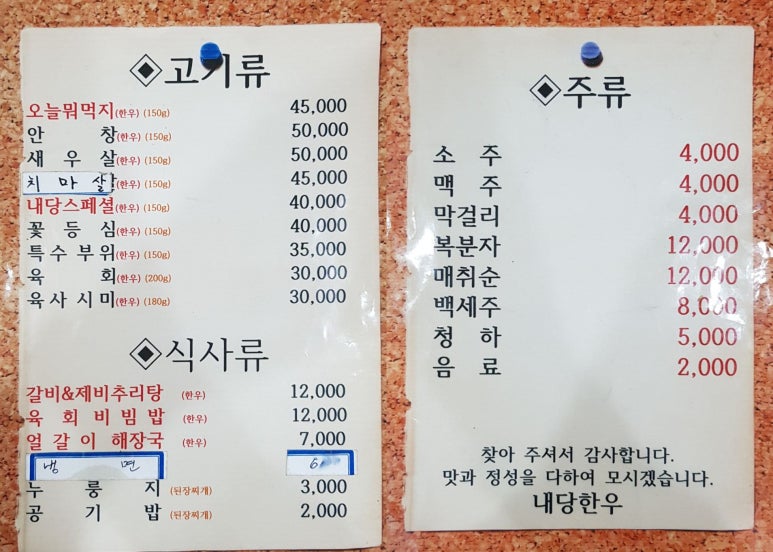 ◈고기류
오늘뭐먹지(한우) (150g) 45,000
안 창(한우) (150g) 50,000
새 우 살(한우) (150g) 50,000
치 마 살(한우) (150g) 45,000
내당스페셜(한우) (150g) 40,000
꽃 등 심(한우) (150g) 40,000
특 수 부 위(한우) (150g) 35,000
육 회(한우) (200g) 30,000
육 사 시 미(한우) (180g) 30,000
◈식사류
갈비&제비추리탕 (한우) 12,000
육 회 비 빔 밥 (한우) 12,000
얼 갈 이 해장국 (한우) 7,000
냉 면
누 룽 지 (된장찌개) 3,000
공 기 밥 (된장찌개) 2,000
◈주류
소 주 4,000
맥 주 4,000
막걸리 4,000
복분자 12,000
매취순 12,000
백세주 8,000
청 하 5,000
음 료 2,000
찾아 주셔서 감사합니다.
맛과 정성을 다하여 모시겠습니다.
내당한우